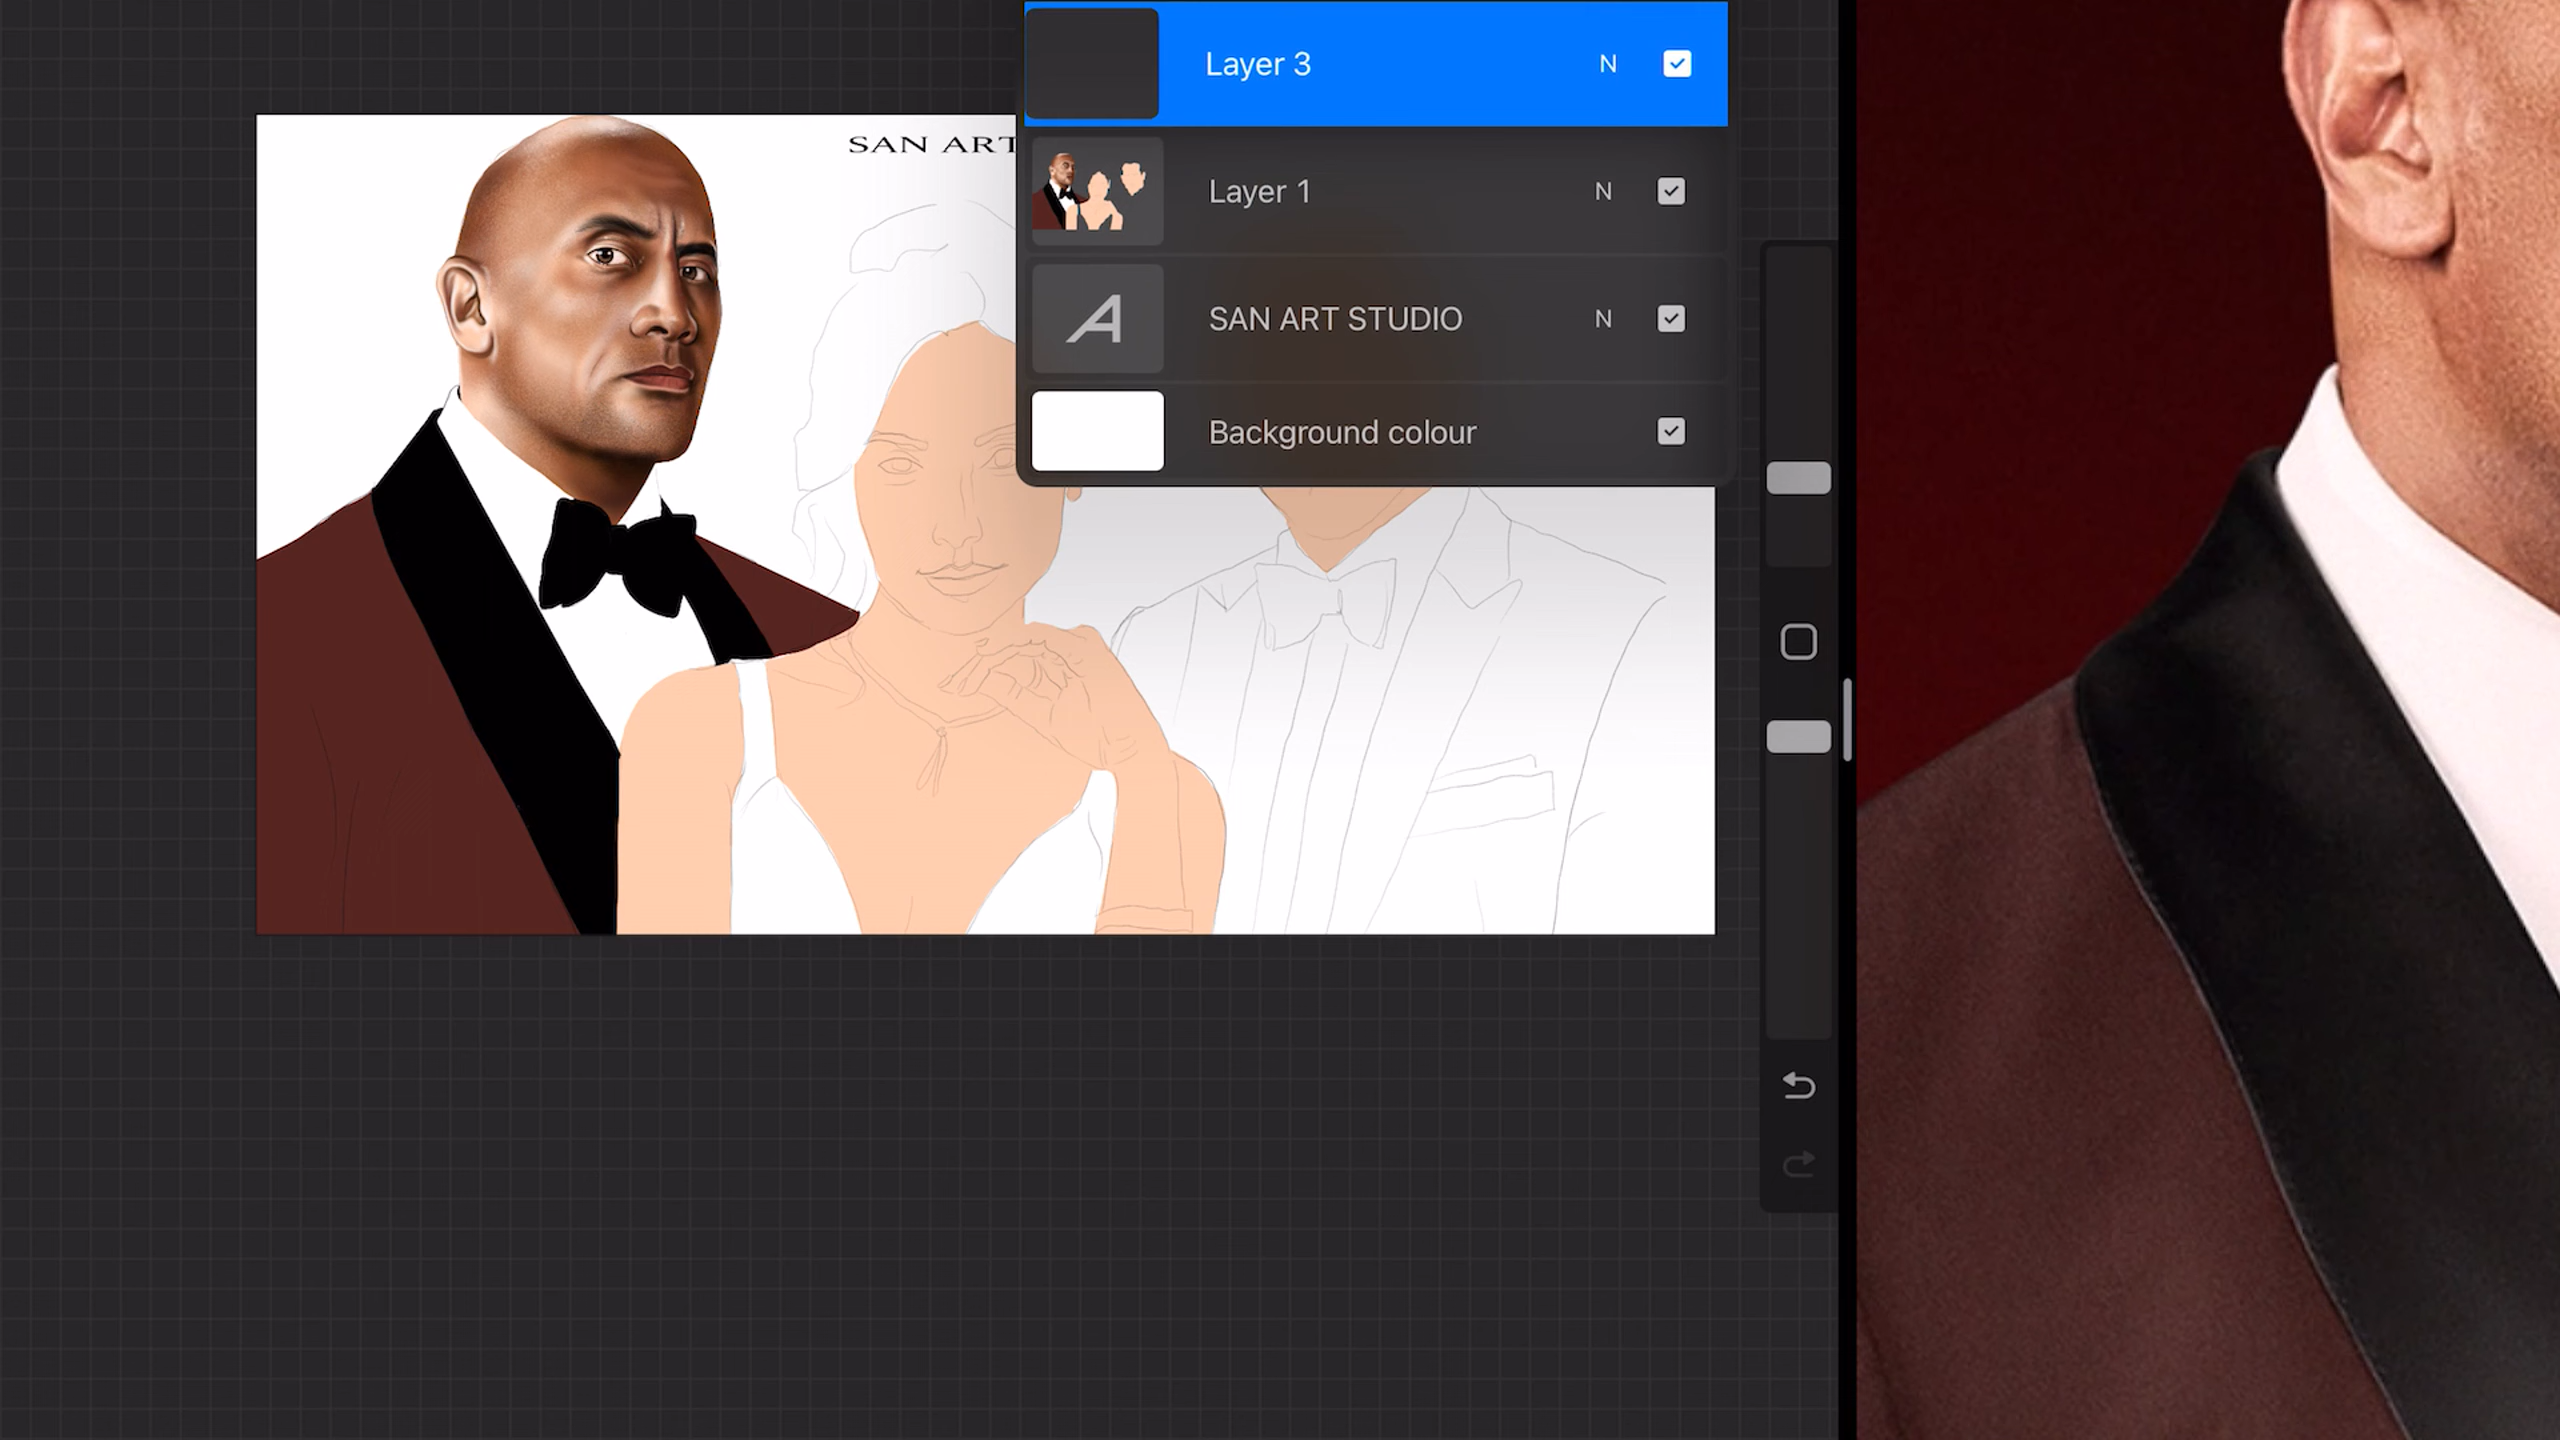 Layer 3 N
SAN ART
Layer 1 N
SAN ART STUDIO N
Background colour